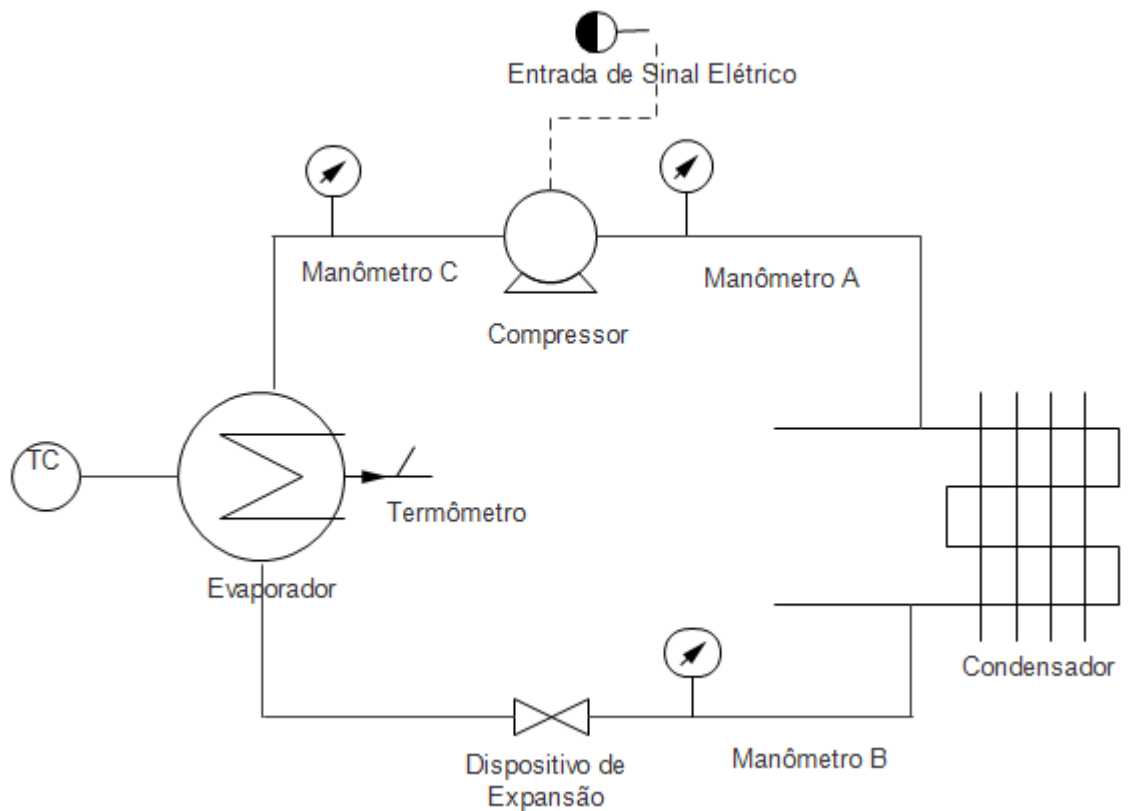 Entrada de Sinal Elétrico
Manômetro C
Manômetro A
Compressor
TC
Termômetro
Evaporador
Condensador
Dispositivo de
Expansão
Manômetro B